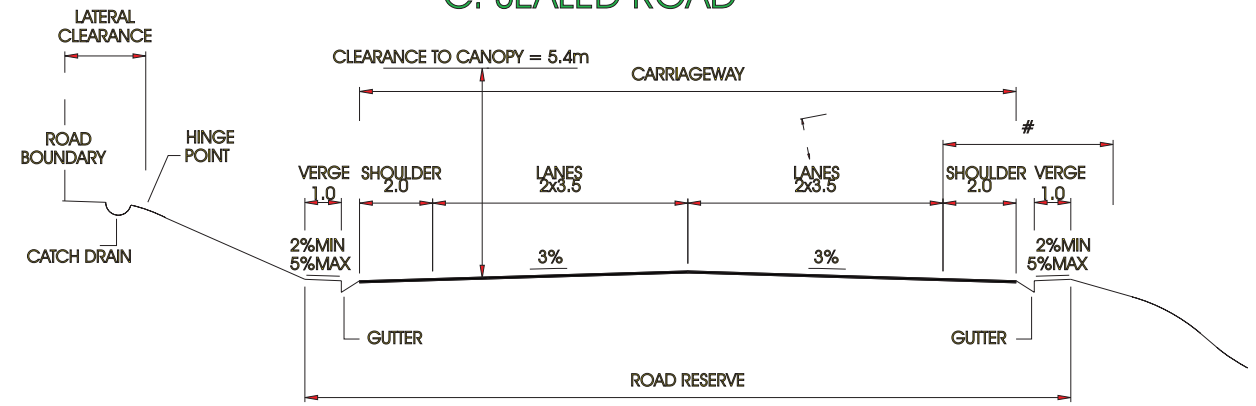 C. SEALED ROAD
LATERAL
CLEARANCE
CLEARANCE TO CANOPY = 5.4m
CARRIAGEWAY
#
ROAD
BOUNDARY
HINGE
POINT
VERGE
1.0
SHOULDER
2.0
LANES
2x3.5
LANES
2x3.5
SHOULDER
2.0
VERGE
1.0
CATCH DRAIN
2%MIN
5%MAX
3%
3%
2%MIN
5%MAX
GUTTER
GUTTER
ROAD RESERVE